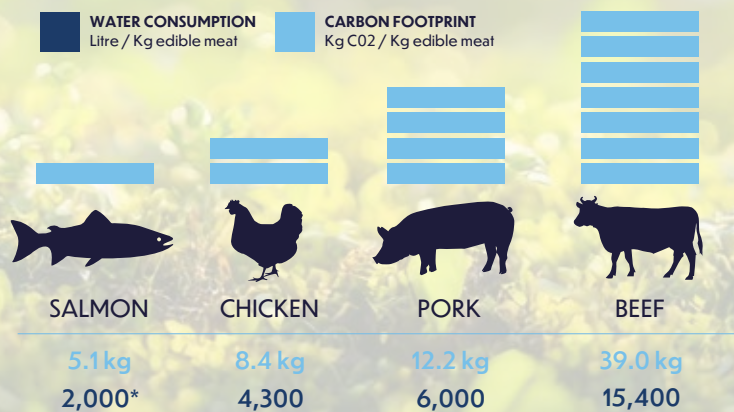 WATER CONSUMPTION
Litre / Kg edible meat
CARBON FOOTPRINT
Kg C02 / Kg edible meat
SALMON
CHICKEN
PORK
BEEF
5.1 kg
8.4 kg
12.2 kg
39.0 kg
2,000*
4,300
6,000
15,400